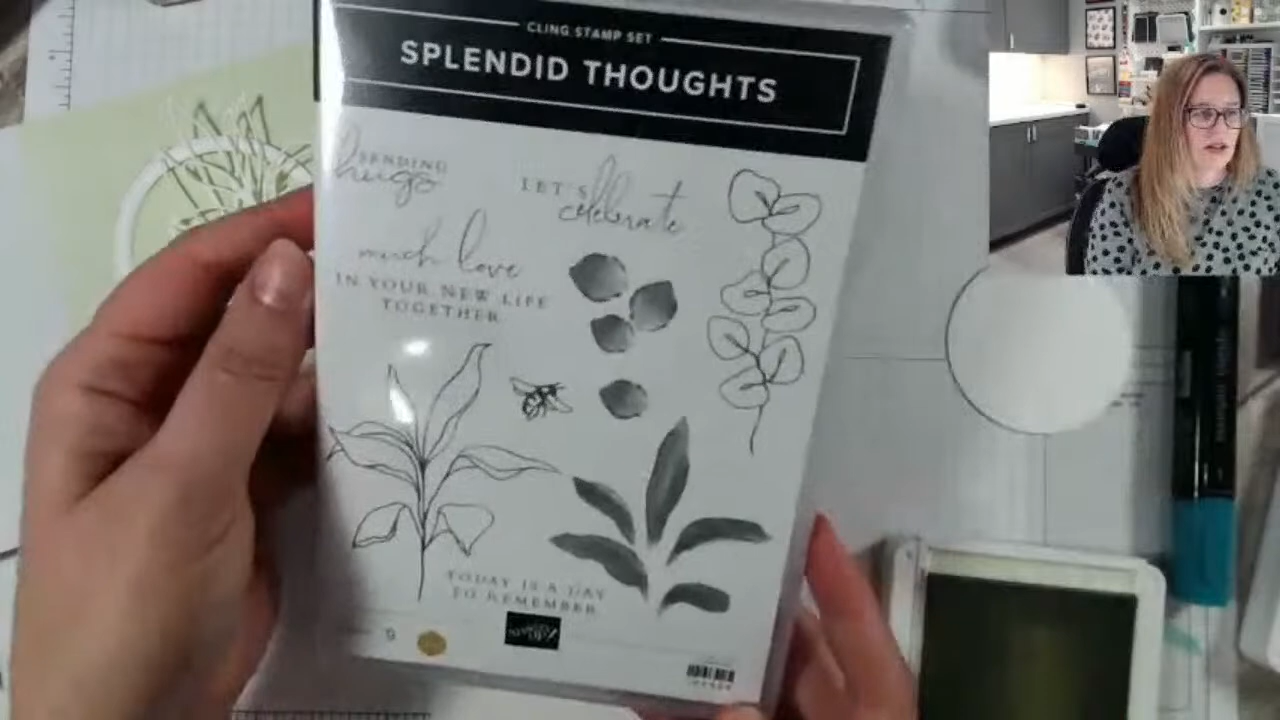 CLING STAMP SET
SPLENDID THOUGHTS
SENDING
hugs
LET'S
celebrate
much love
IN YOUR NEW LIFE
TOGETHER
TODAY IS A DAY
TO REMEMBER
9